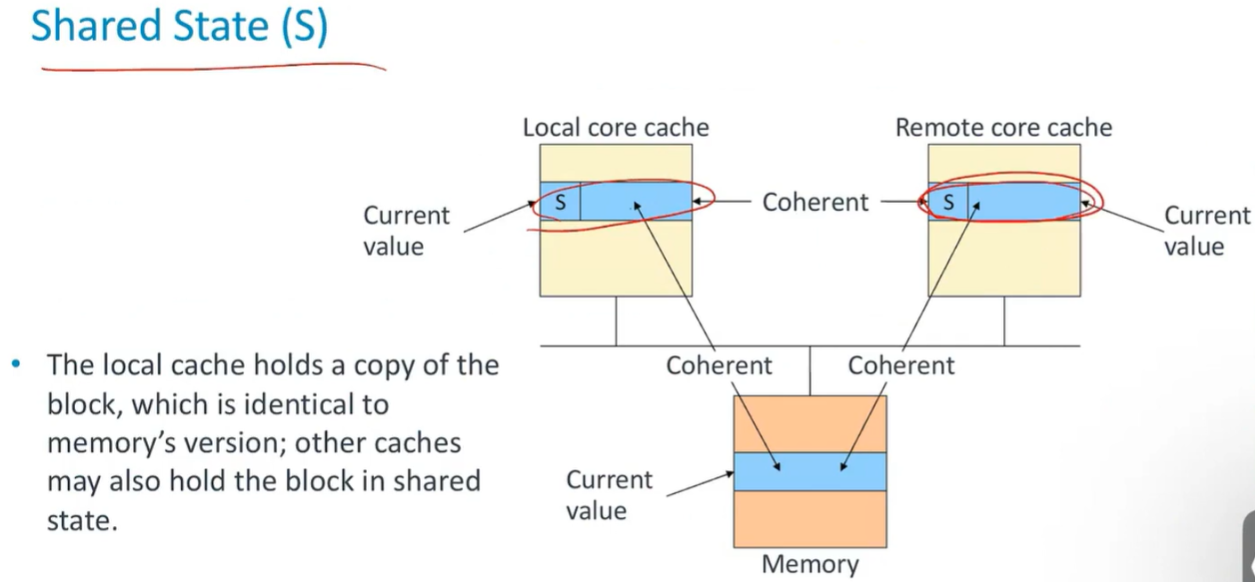 Shared State (S)
Local core cache
Remote core cache
S
Coherent
S
Current
value
Current
value
• The local cache holds a copy of the
block, which is identical to
memory's version; other caches
may also hold the block in shared
state.
Coherent
Coherent
Current
value
Memory